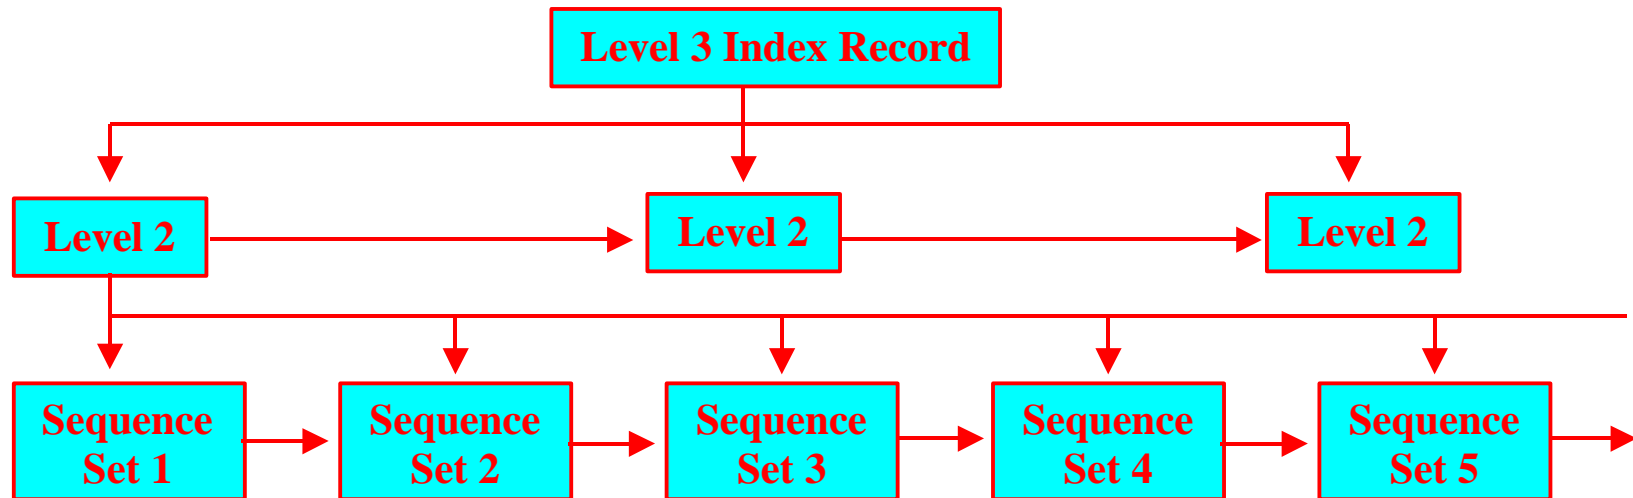 Level 3 Index Record
Level 2
Level 2
Level 2
Sequence
Set 1
Sequence
Set 2
Sequence
Set 3
Sequence
Set 4
Sequence
Set 5